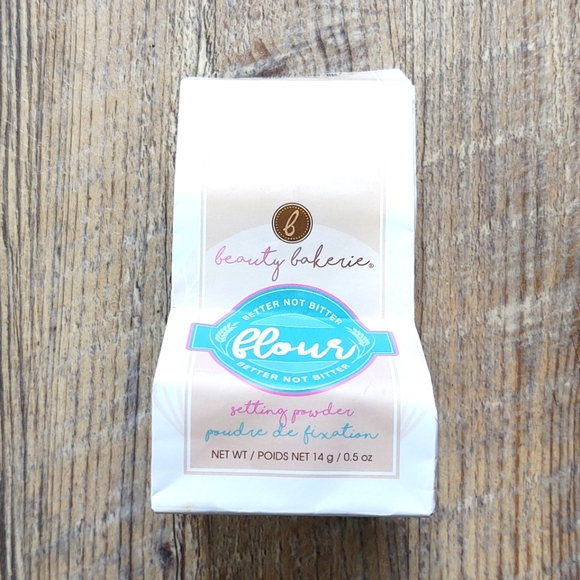 b
beauty bakerie®
BETTER NOT BITTER
flour
BETTER NOT BITTER
setting powder
poudre de fixation
NET WT / POIDS NET 14 g / 0.5 oz